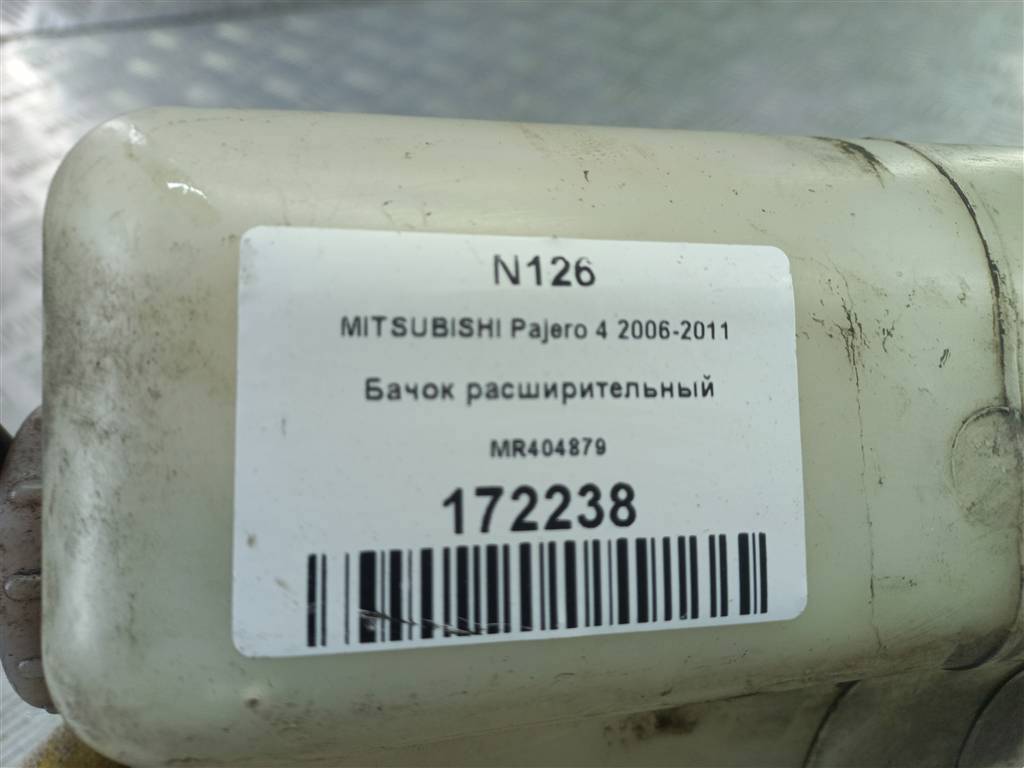 N126
MITSUBISHI Pajero 4 2006-2011
Бачок расширительный
MR404879
172238